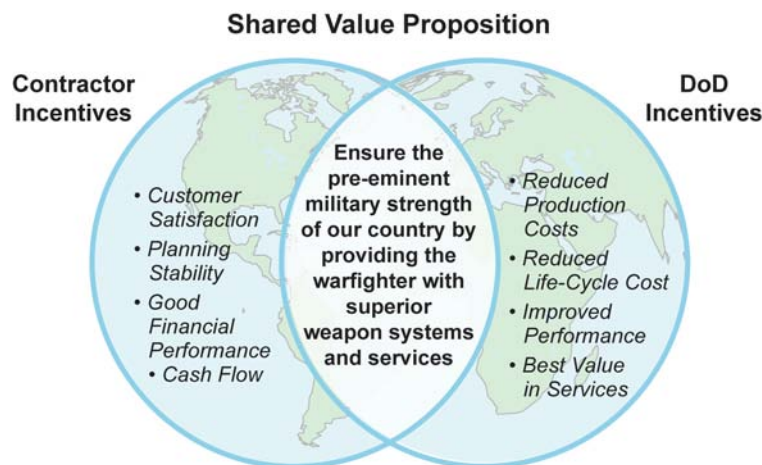 Shared Value Proposition
Contractor
Incentives
• Customer
Satisfaction
• Planning
Stability
• Good
Financial
Performance
• Cash Flow
Ensure the
pre-eminent
military strength
of our country by
providing the
warfighter with
superior
weapon systems
and services
DoD
Incentives
• Reduced
Production
Costs
• Reduced
Life-Cycle Cost
• Improved
Performance
• Best Value
in Services